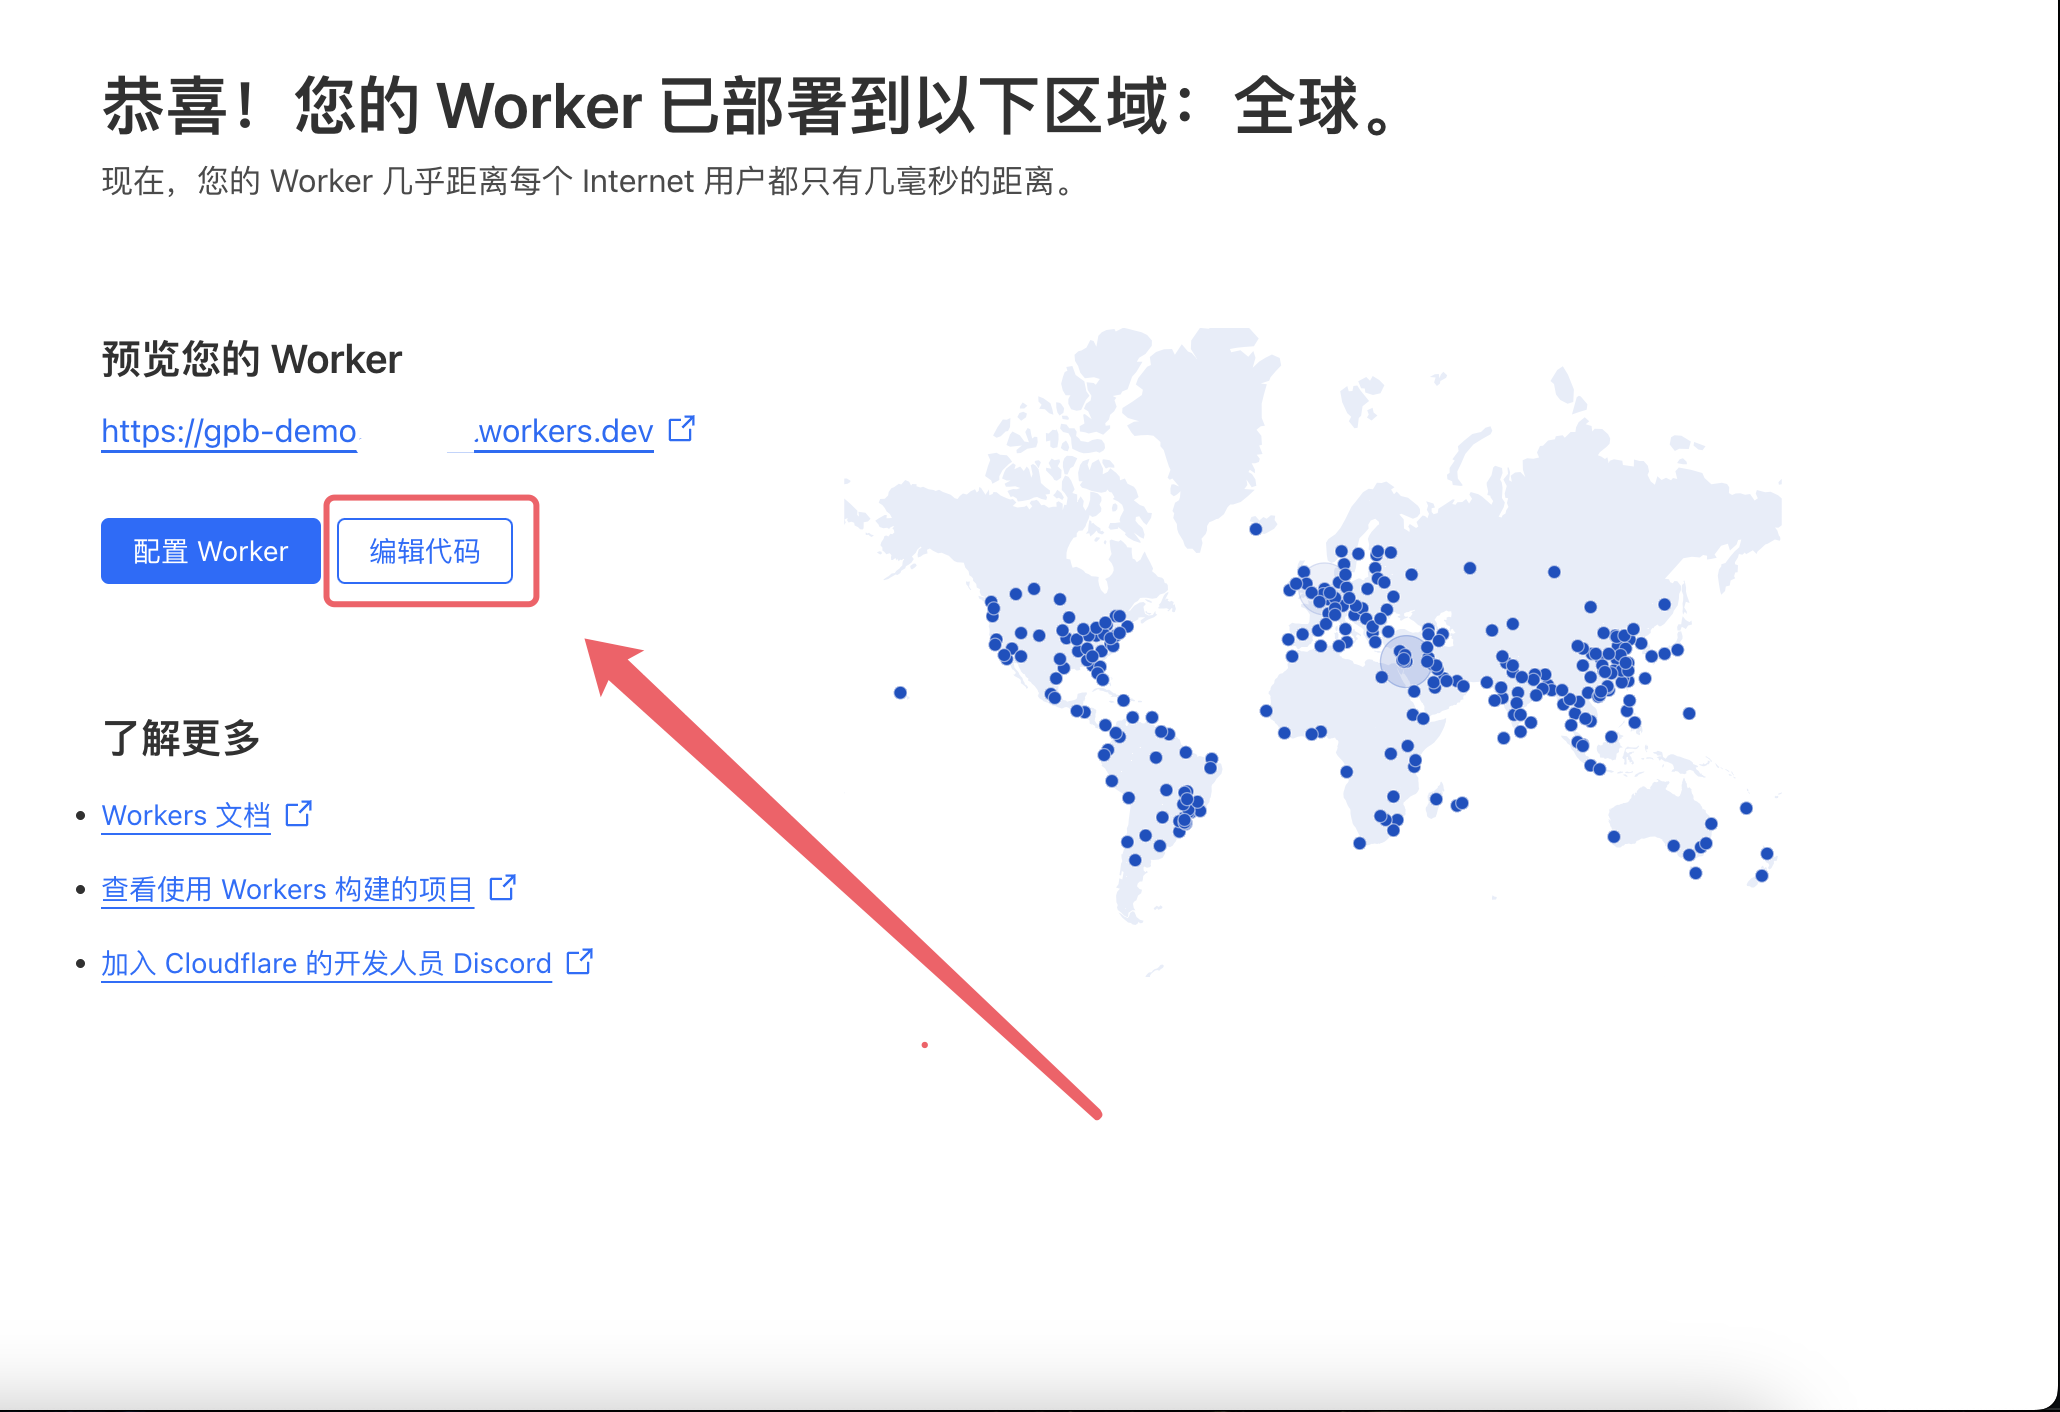 恭喜！您的 Worker 已部署到以下区域：全球。
现在，您的 Worker 几乎距离每个 Internet 用户都只有几毫秒的距离。
预览您的 Worker
https://gpb-demo .workers.dev
配置 Worker 编辑代码
了解更多
Workers 文档
查看使用 Workers 构建的项目
加入 Cloudflare 的开发人员 Discord